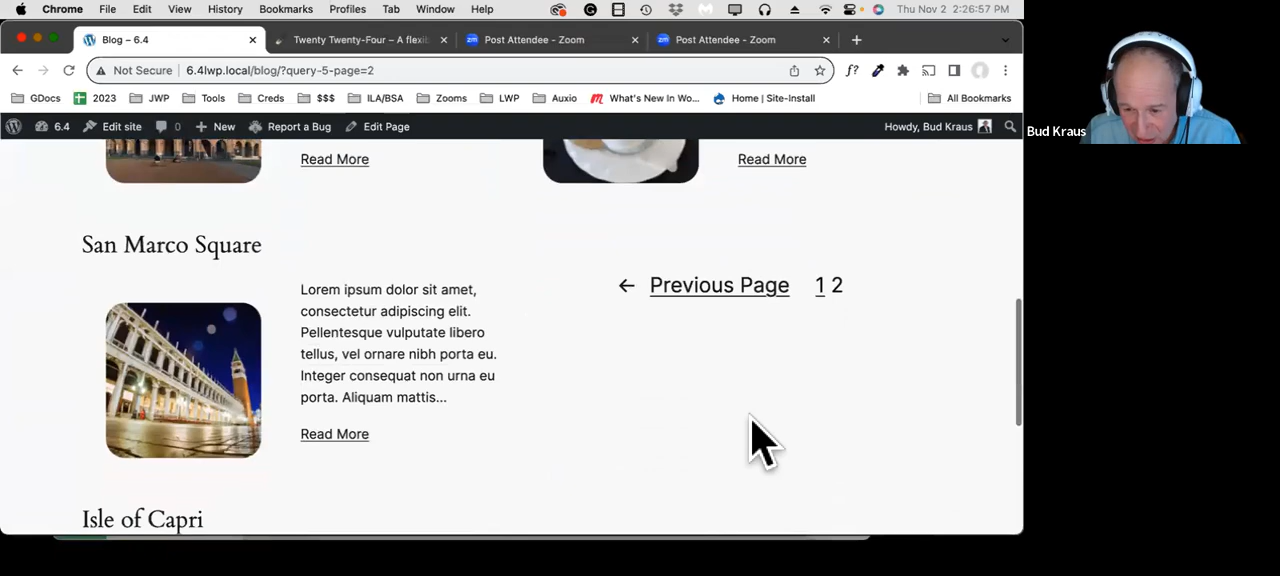 Chrome File Edit View History Bookmarks Profiles Tab Window Help Thu Nov 2 2:26:57 PM
Blog – 6.4 Twenty Twenty-Four – A flexib Post Attendee - Zoom Post Attendee - Zoom
Not Secure 6.4lwp.local/blog/?query-5-page=2 f?
GDocs 2023 JWP Tools Creds $$$ ILA/BSA Zooms LWP Auxio What's New In Wo... Home | Site-Install All Bookmarks
6.4 Edit site 0 New Report a Bug Edit Page Howdy, Bud Kraus
Bud Kraus
Read More Read More
San Marco Square
← Previous Page 1 2
Lorem ipsum dolor sit amet,
consectetur adipiscing elit.
Pellentesque vulputate libero
tellus, vel ornare nibh porta eu.
Integer consequat non urna eu
porta. Aliquam mattis...
Read More
Isle of Capri